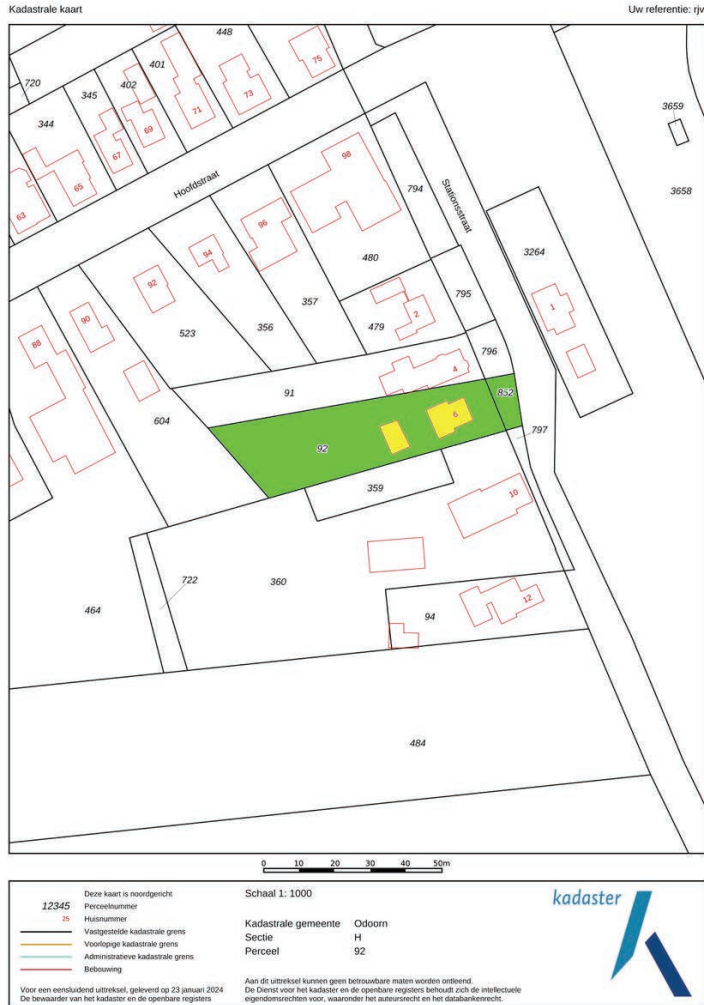 Kadastrale kaart
Uw referentie: rjv
448
75
401
720
402
345
73
71
344
69
67
3659
65
63
98
3658
794
Hoofdstraat
Stationsstraat
96
94
480
3264
92
357
795
1
90
523
356
479
2
88
796
4
91
604
852
6
92
797
359
10
722
360
464
12
94
484
0 10 20 30 40 50m
Deze kaart is noordgericht
12345 Perceelnummer
25 Huisnummer
Vastgestelde kadastrale grens
Voorlopige kadastrale grens
Administratieve kadastrale grens
Bebouwing
Voor een eensluidend uittreksel, geleverd op 23 januari 2024
De bewaarder van het kadaster en de openbare registers
Schaal 1: 1000
Kadastrale gemeente Odoorn
Sectie H
Perceel 92
Aan dit uittreksel kunnen geen betrouwbare maten worden ontleend.
De Dienst voor het kadaster en de openbare registers behoudt zich de intellectuele
eigendomsrechten voor, waaronder het auteursrecht en het databankenrecht.
kadaster